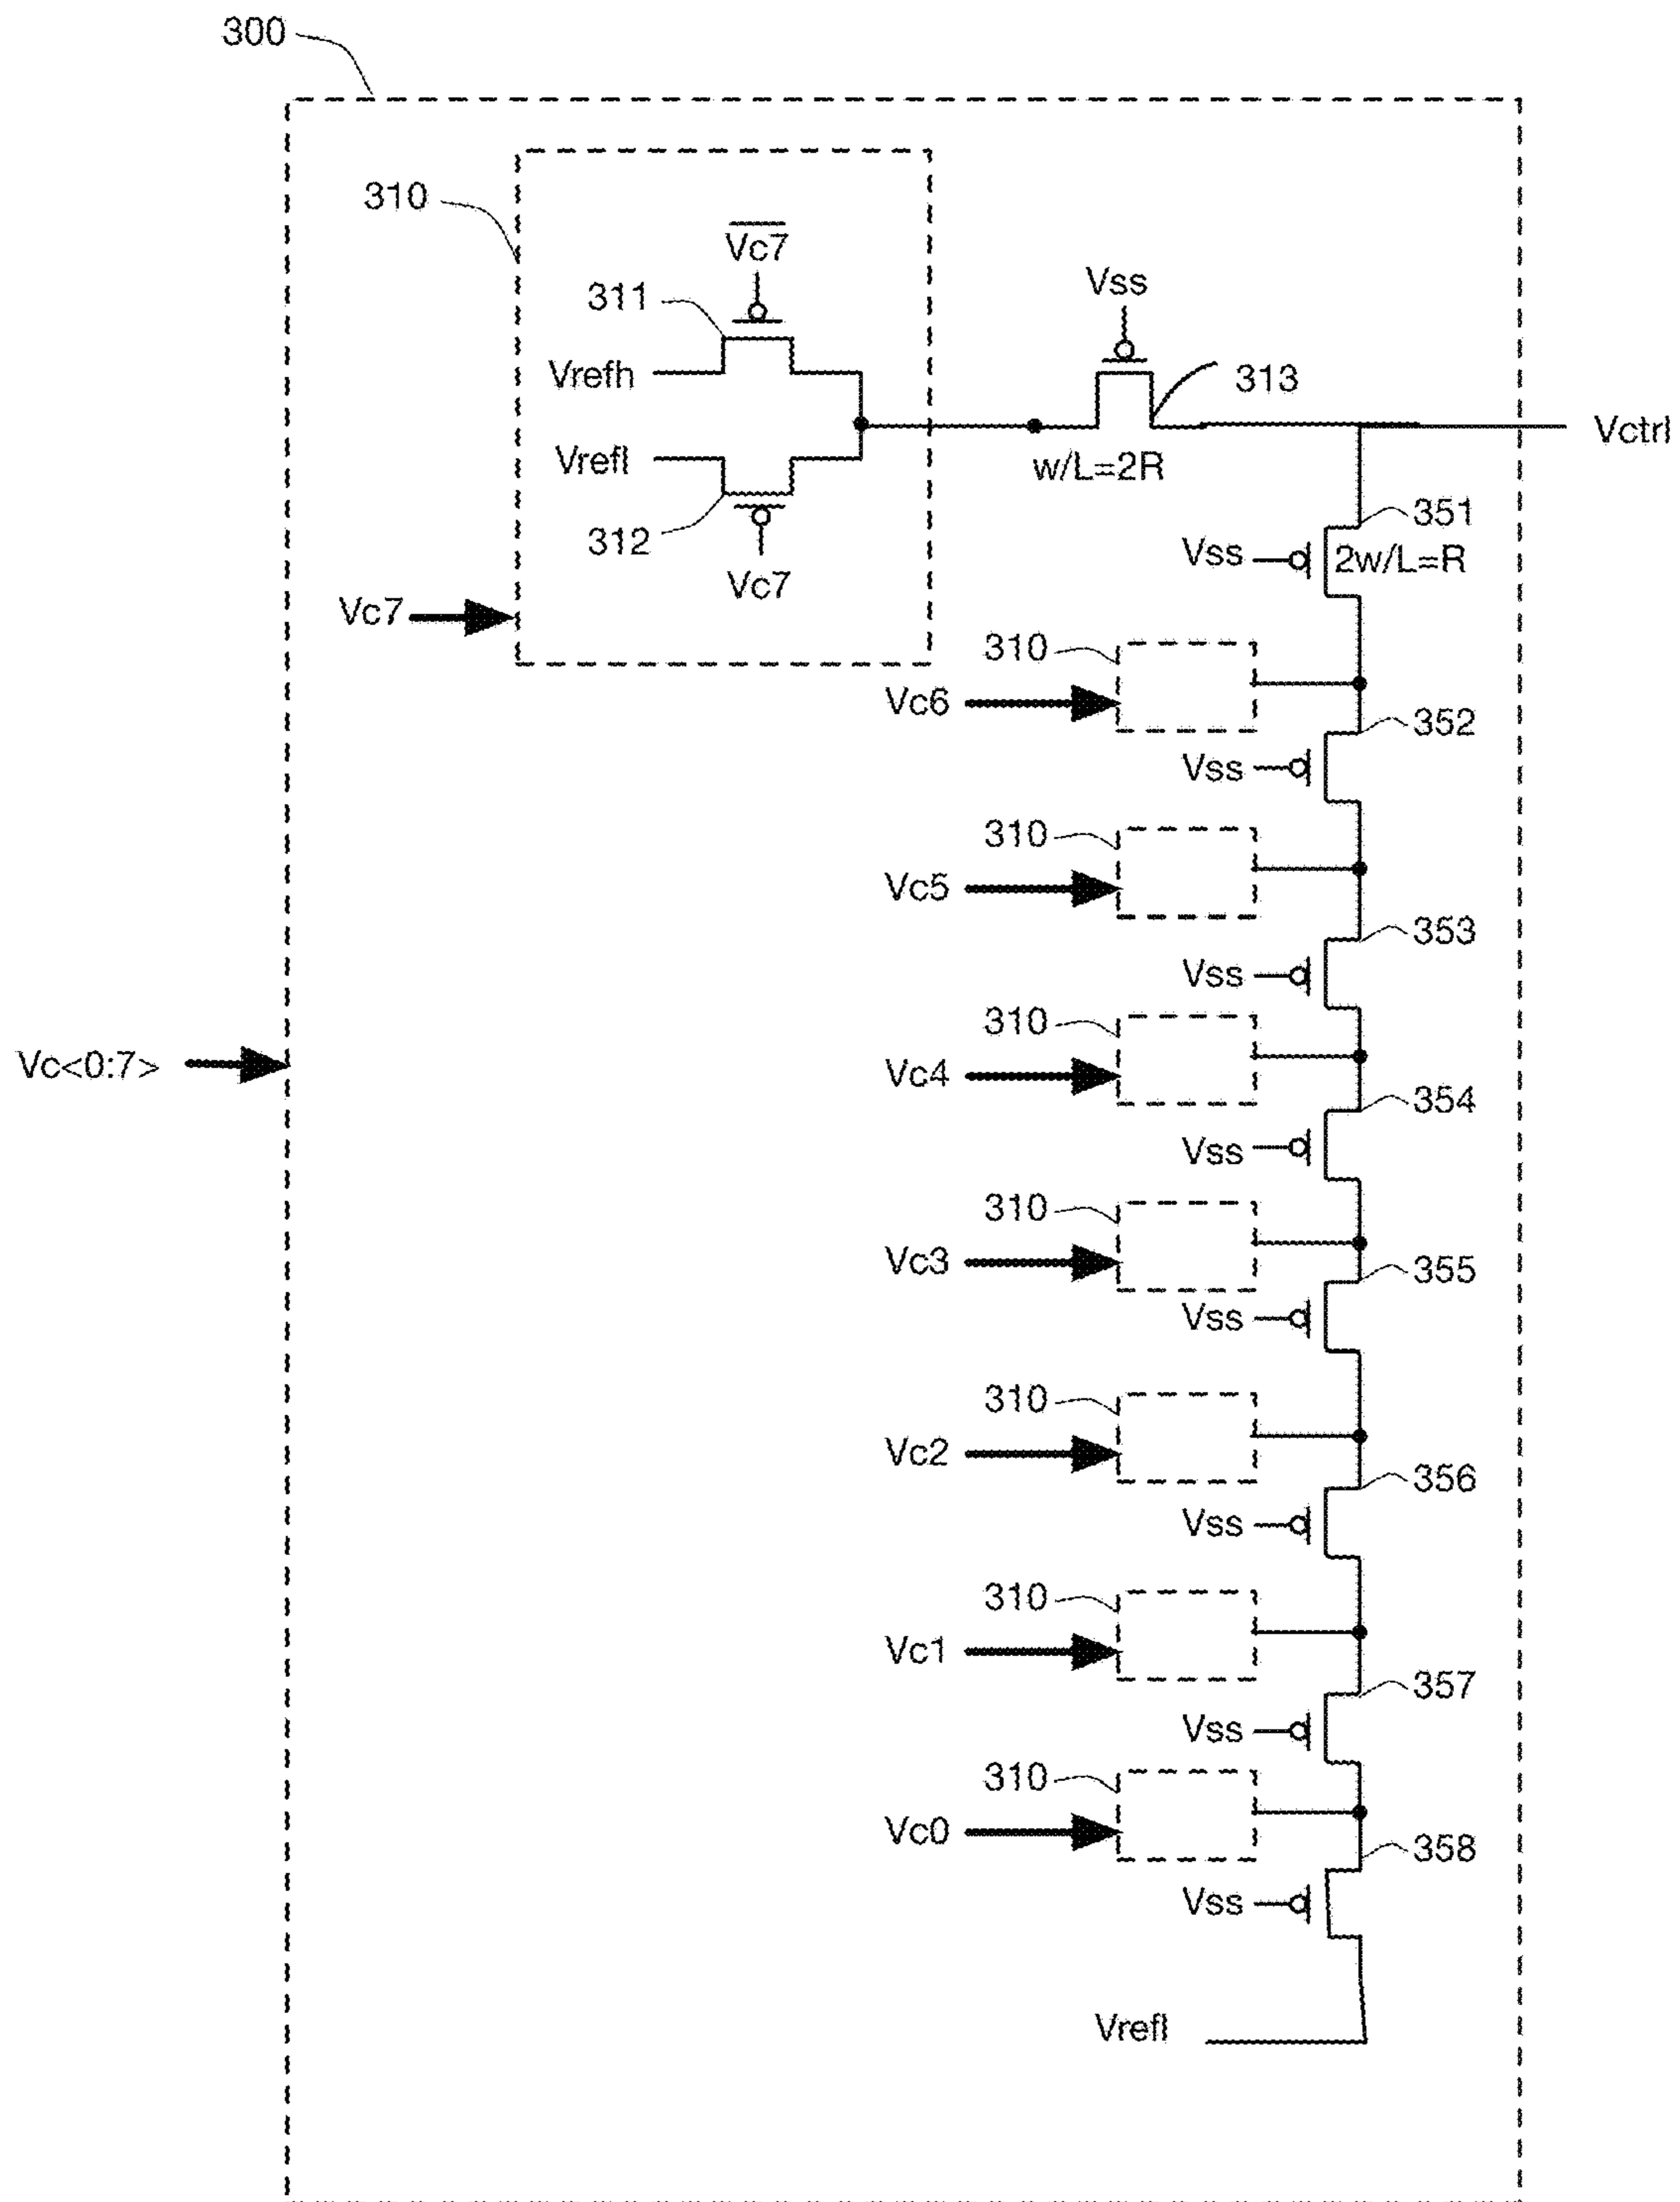 300
310
V̅c̅7̅
311
Vrefh
Vrefl
312
Vc7
Vc7
Vss
313
w/L=2R
Vctrl
351
Vss
2w/L=R
310
Vc6
352
Vss
310
Vc5
353
Vss
310
Vc4
354
Vss
Vc<0:7>
310
Vc3
355
Vss
310
Vc2
356
Vss
310
Vc1
357
Vss
310
Vc0
358
Vss
Vrefl